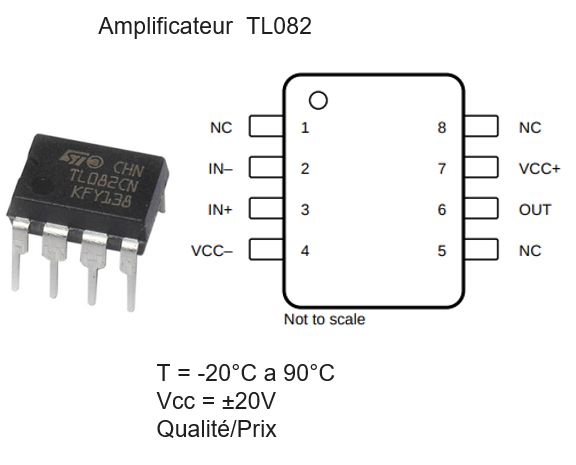 Amplificateur TL082
CHN
TL082CN
KFY138
NC 1 8 NC
IN– 2 7 VCC+
IN+ 3 6 OUT
VCC– 4 5 NC
Not to scale
T = -20°C a 90°C
Vcc = ±20V
Qualité/Prix